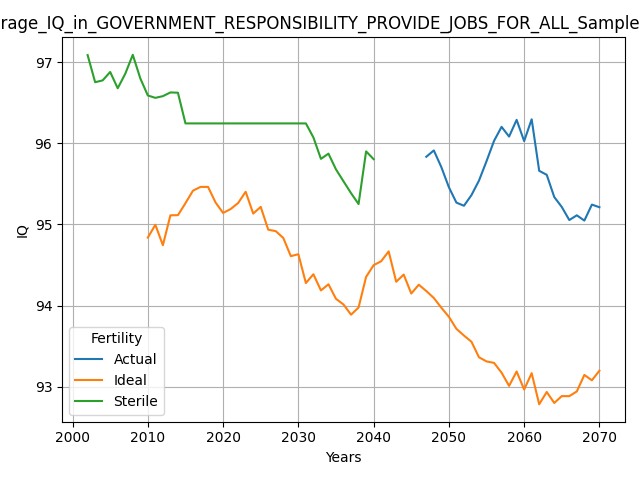 rage_IQ_in_GOVERNMENT_RESPONSIBILITY_PROVIDE_JOBS_FOR_ALL_Sample
97
96
95
94
93
IQ
Fertility
Actual
Ideal
Sterile
2000 2010 2020 2030 2040 2050 2060 2070
Years